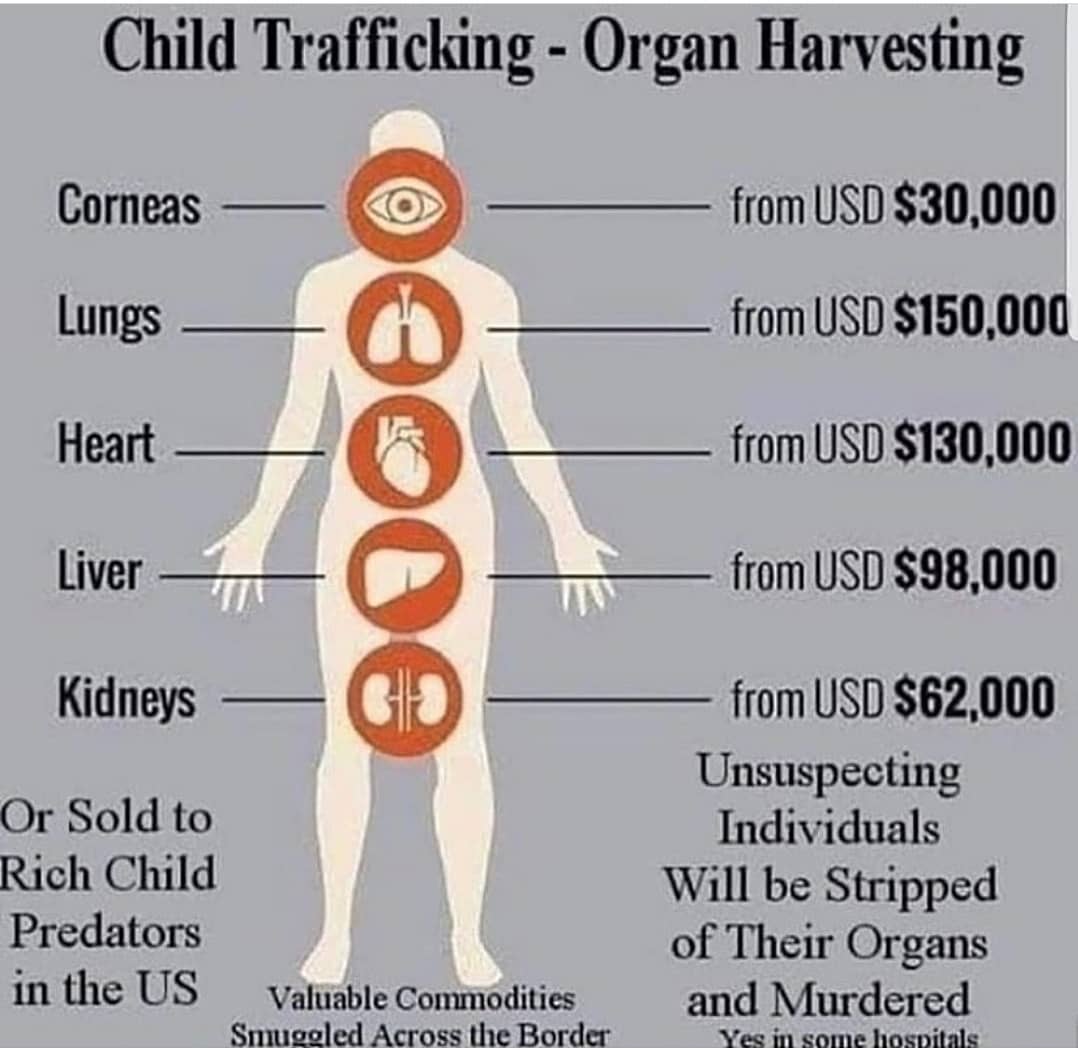 Child Trafficking - Organ Harvesting
Corneas from USD $30,000
Lungs from USD $150,000
Heart from USD $130,000
Liver from USD $98,000
Kidneys from USD $62,000
Or Sold to
Rich Child
Predators
in the US
Valuable Commodities
Smuggled Across the Border
Unsuspecting
Individuals
Will be Stripped
of Their Organs
and Murdered
Yes in some hospitals